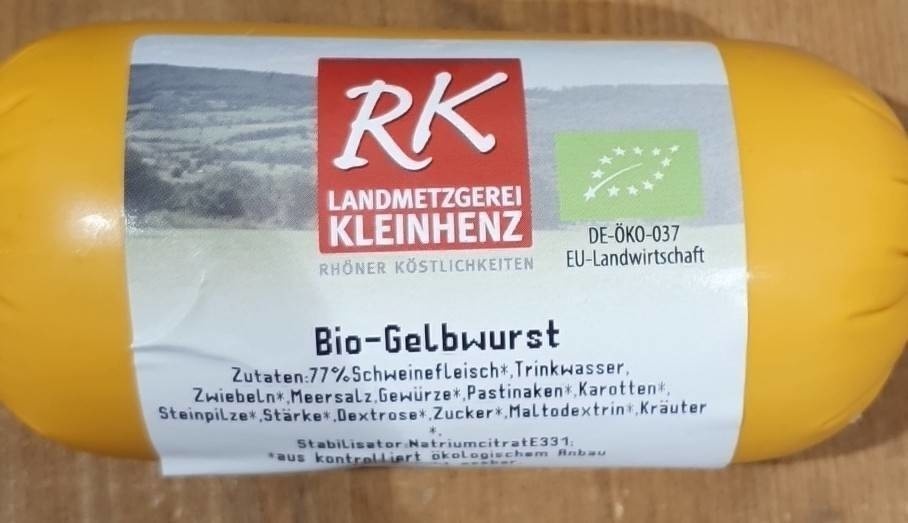 RK
LANDMETZGEREI
KLEINHENZ
RHÖNER KÖSTLICHKEITEN
DE-ÖKO-037
EU-Landwirtschaft
Bio-Gelbwurst
Zutaten:77%Schweinefleisch*,Trinkwasser,
Zwiebeln*,Meersalz,Gewürze*,Pastinaken*,Karotten*,
Steinpilze*,Stärke*,Dextrose*,Zucker*,Maltodextrin*,Kräuter
*,
Stabilisator:NatriumcitratE331;
*aus kontrolliert ökologischem Anbau